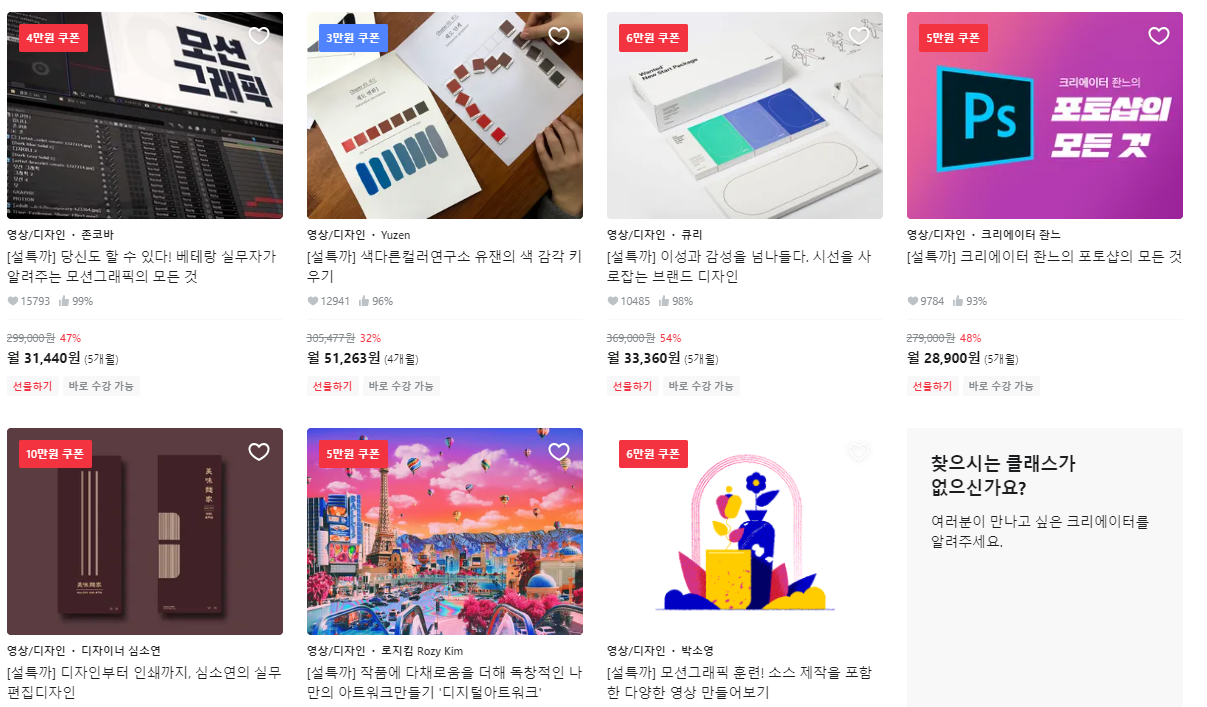 4만원 쿠폰
모션
그래픽
영상/디자인 · 존코바
[설특까] 당신도 할 수 있다! 베테랑 실무자가
알려주는 모션그래픽의 모든 것
15793 99%
299,000원 47%
월 31,440원 (5개월)
선물하기 바로 수강 가능
3만원 쿠폰
영상/디자인 · Yuzen
[설특까] 색다른컬러연구소 유잰의 색 감각 키
우기
12941 96%
305,477원 32%
월 51,263원 (4개월)
선물하기 바로 수강 가능
6만원 쿠폰
Wanted
New Start Package
영상/디자인 · 큐리
[설특까] 이성과 감성을 넘나들다. 시선을 사
로잡는 브랜드 디자인
10485 98%
369,000원 54%
월 33,360원 (5개월)
선물하기 바로 수강 가능
5만원 쿠폰
Ps
크리에이터 좐느의
포토샵의
모든 것
영상/디자인 · 크리에이터 좐느
[설특까] 크리에이터 좐느의 포토샵의 모든 것
9784 93%
279,000원 48%
월 28,900원 (5개월)
선물하기 바로 수강 가능
10만원 쿠폰
美味麵家
美味麵家
영상/디자인 · 디자이너 심소연
[설특까] 디자인부터 인쇄까지, 심소연의 실무
편집디자인
5만원 쿠폰
영상/디자인 · 로지킴 Rozy Kim
[설특까] 작품에 다채로움을 더해 독창적인 나
만의 아트워크만들기 '디지털아트워크'
6만원 쿠폰
영상/디자인 · 박소영
[설특까] 모션그래픽 훈련! 소스 제작을 포함
한 다양한 영상 만들어보기
찾으시는 클래스가
없으신가요?
여러분이 만나고 싶은 크리에이터를
알려주세요.